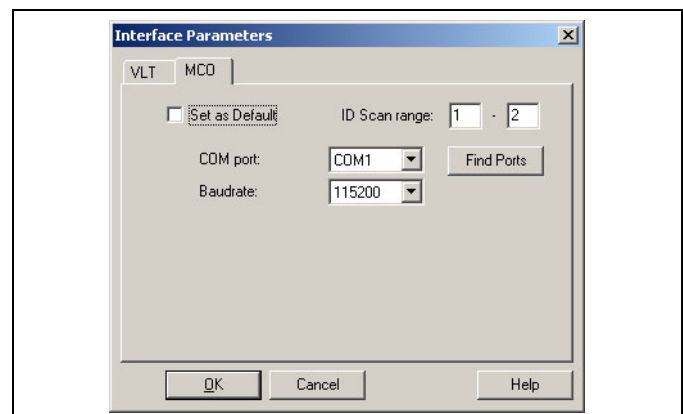 Interface Parameters
VLT MCO
Set as Default ID Scan range: 1 - 2
COM port: COM1 Find Ports
Baudrate: 115200
OK Cancel Help